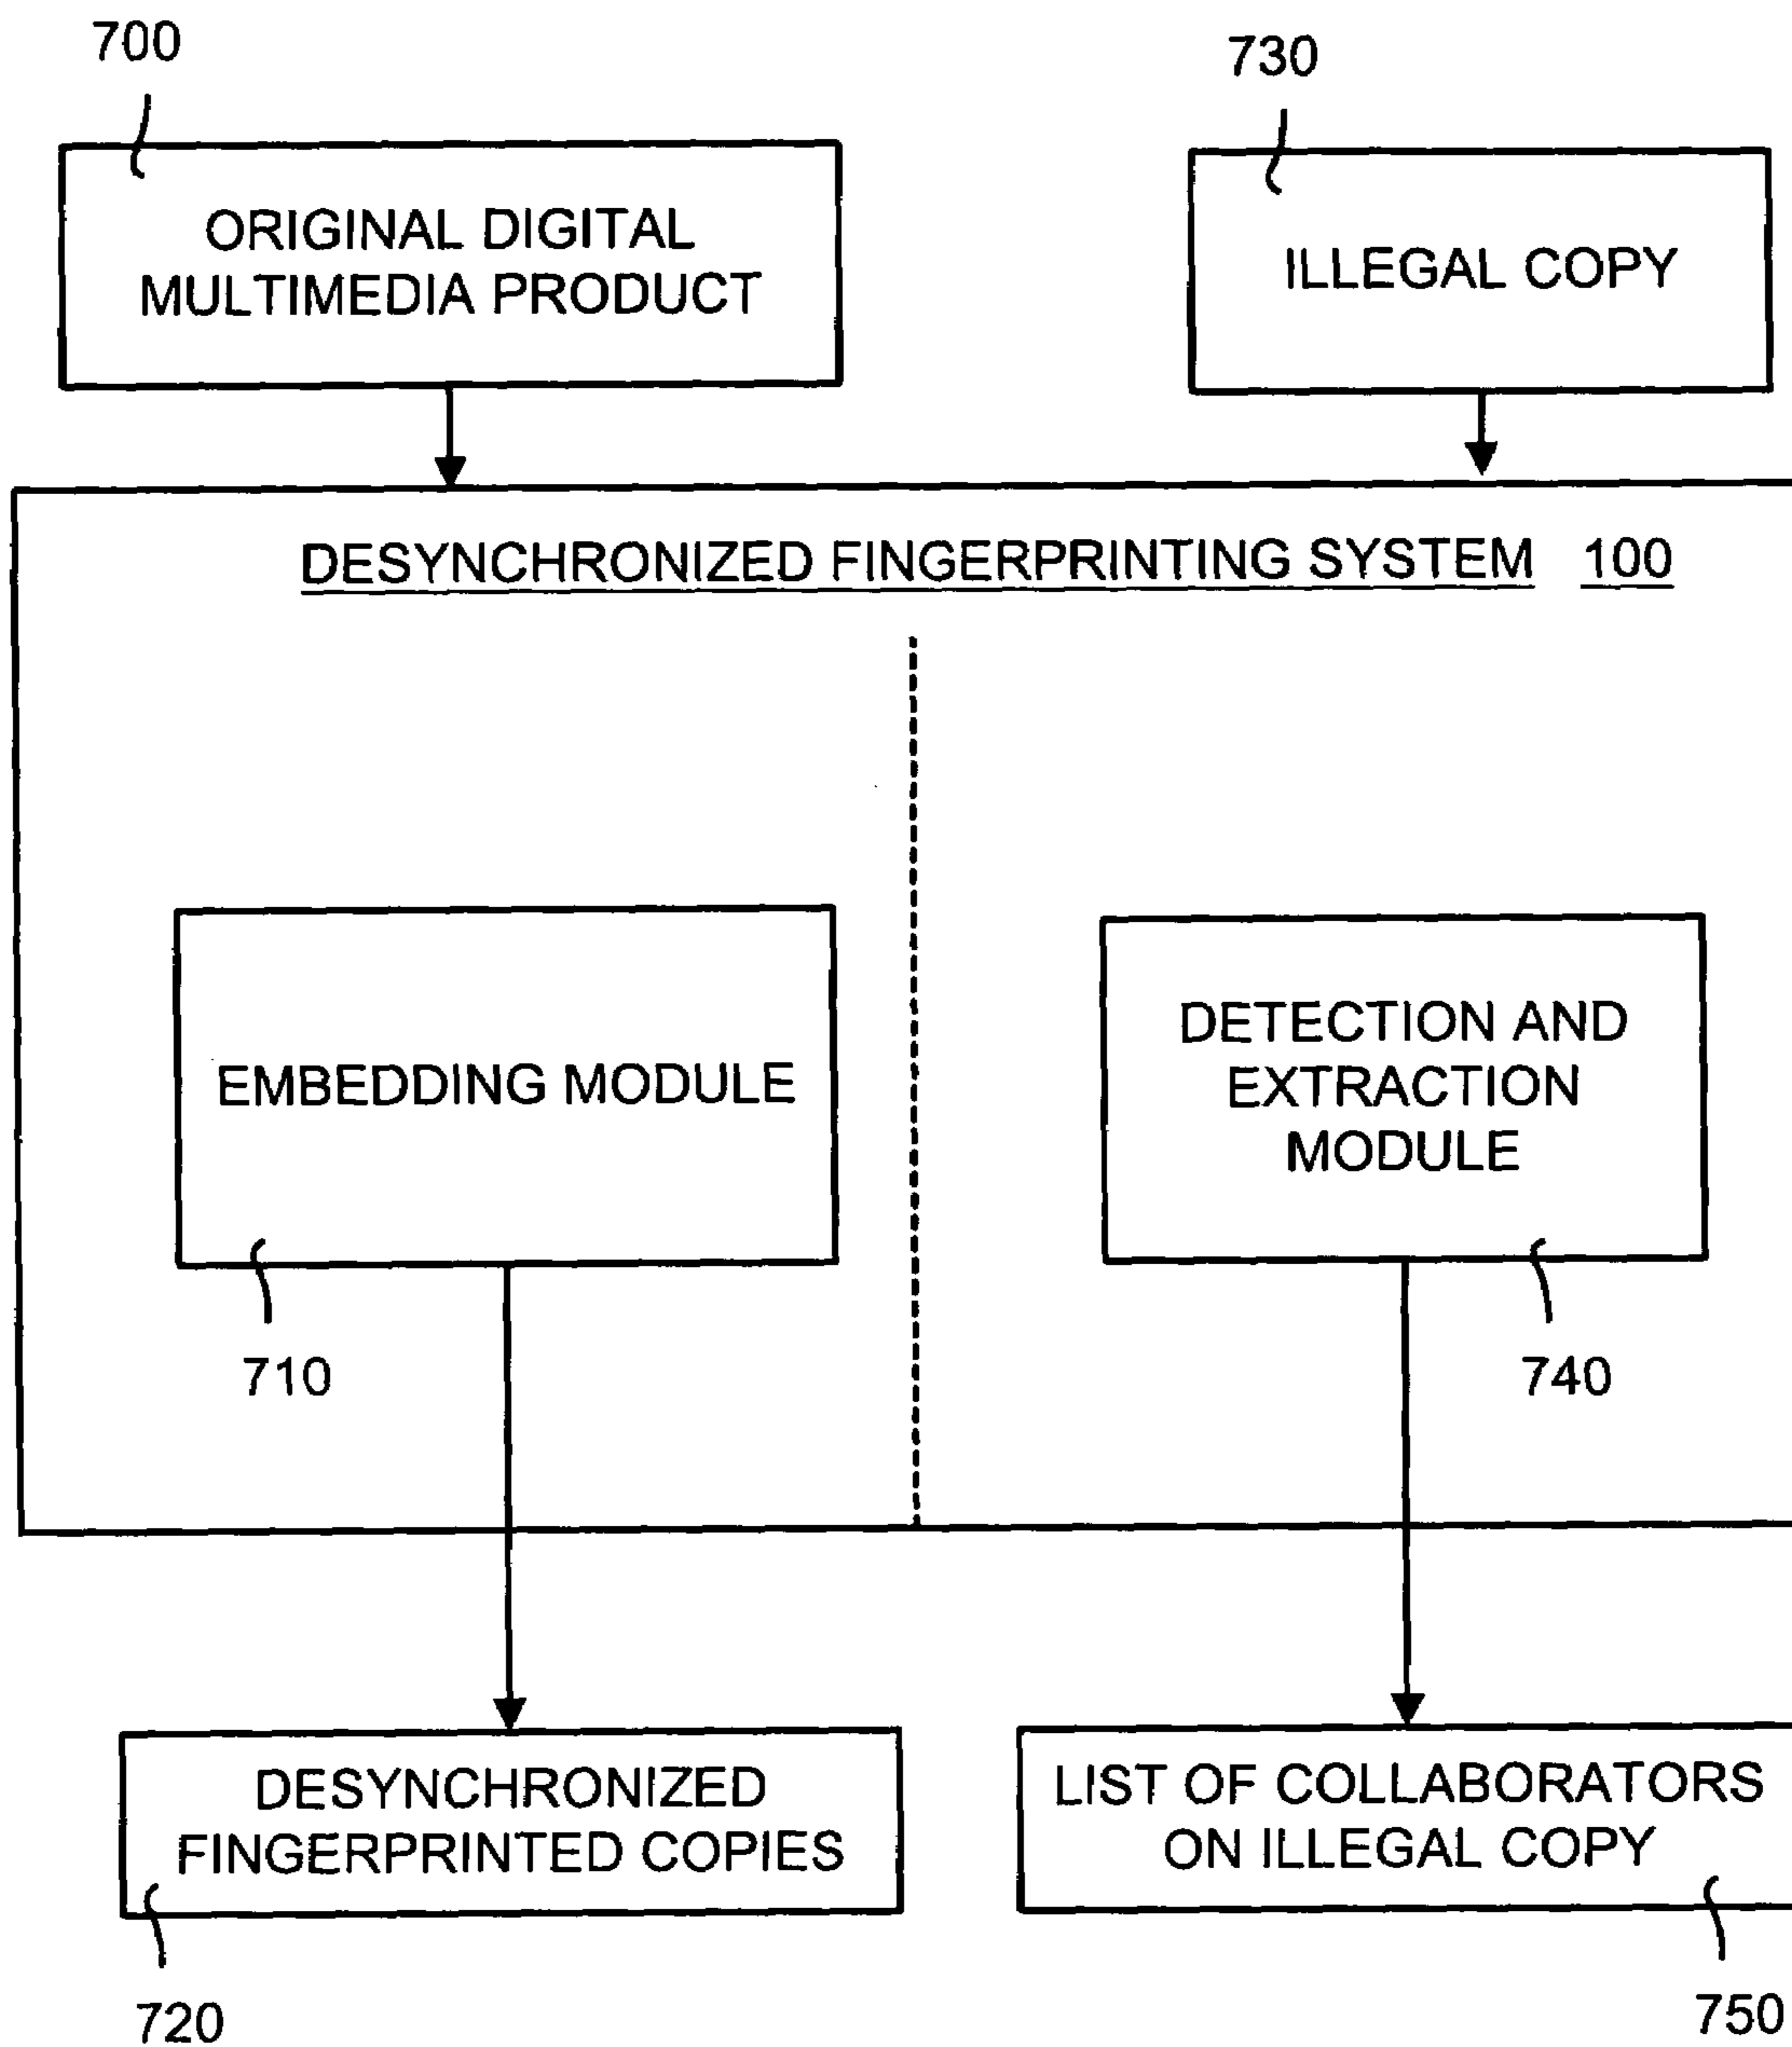 700
730
ORIGINAL DIGITAL
MULTIMEDIA PRODUCT
ILLEGAL COPY
DESYNCHRONIZED FINGERPRINTING SYSTEM 100
EMBEDDING MODULE
DETECTION AND
EXTRACTION
MODULE
710
740
DESYNCHRONIZED
FINGERPRINTED COPIES
LIST OF COLLABORATORS
ON ILLEGAL COPY
720
750